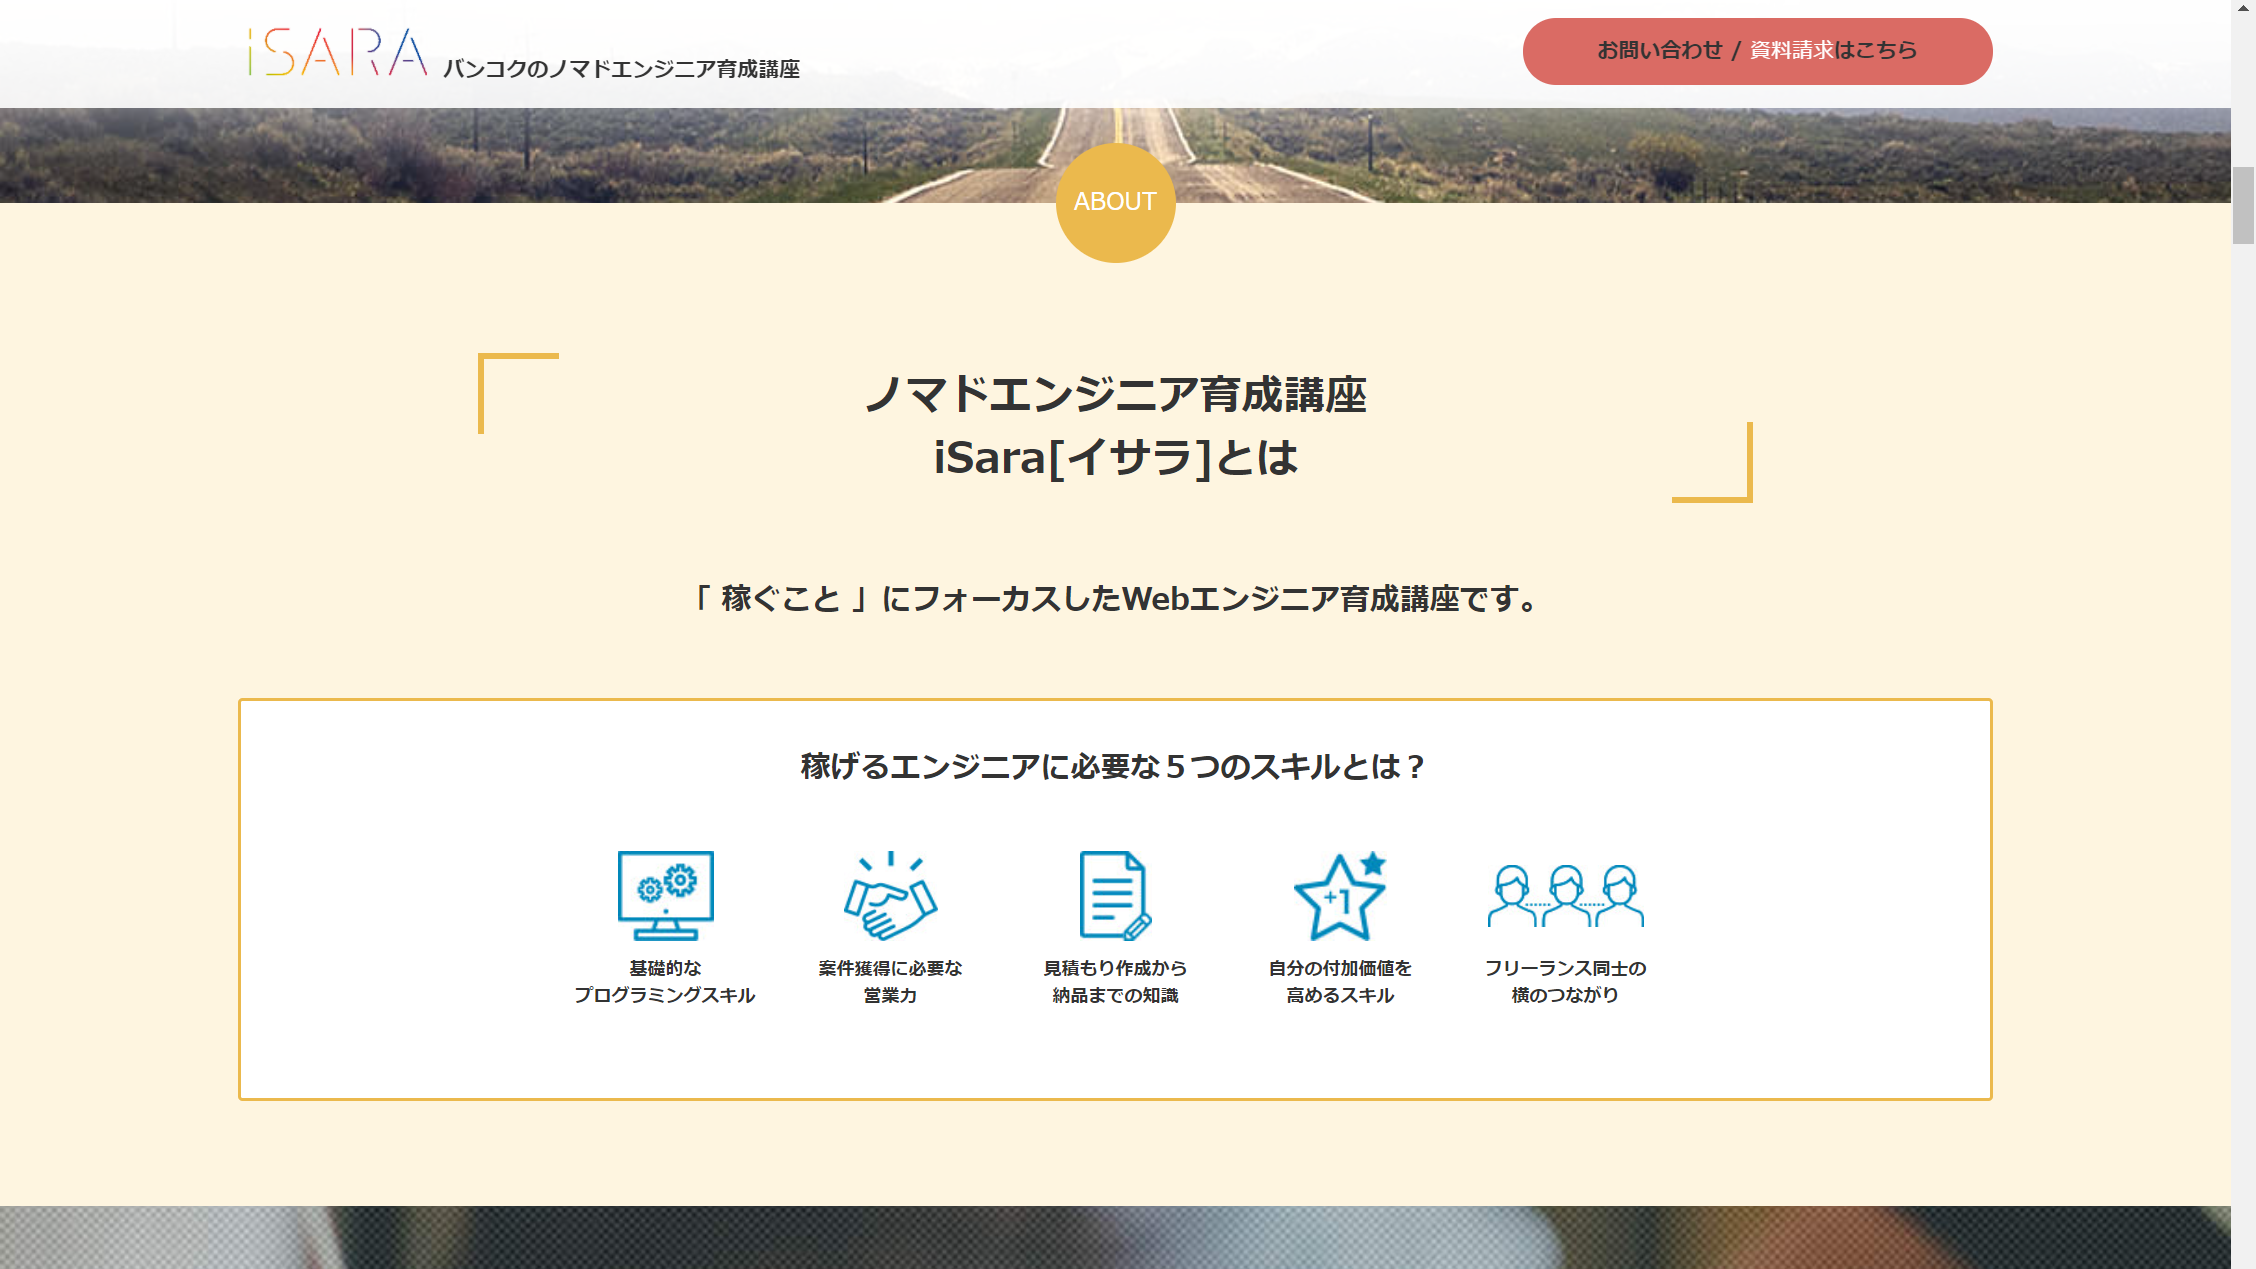 iSARA バンコクのノマドエンジニア育成講座
お問い合わせ / 資料請求はこちら
ABOUT
ノマドエンジニア育成講座
iSara[イサラ]とは
「 稼ぐこと 」にフォーカスしたWebエンジニア育成講座です。
稼げるエンジニアに必要な５つのスキルとは？
+1
基礎的な
プログラミングスキル
案件獲得に必要な
営業力
見積もり作成から
納品までの知識
自分の付加価値を
高めるスキル
フリーランス同士の
横のつながり